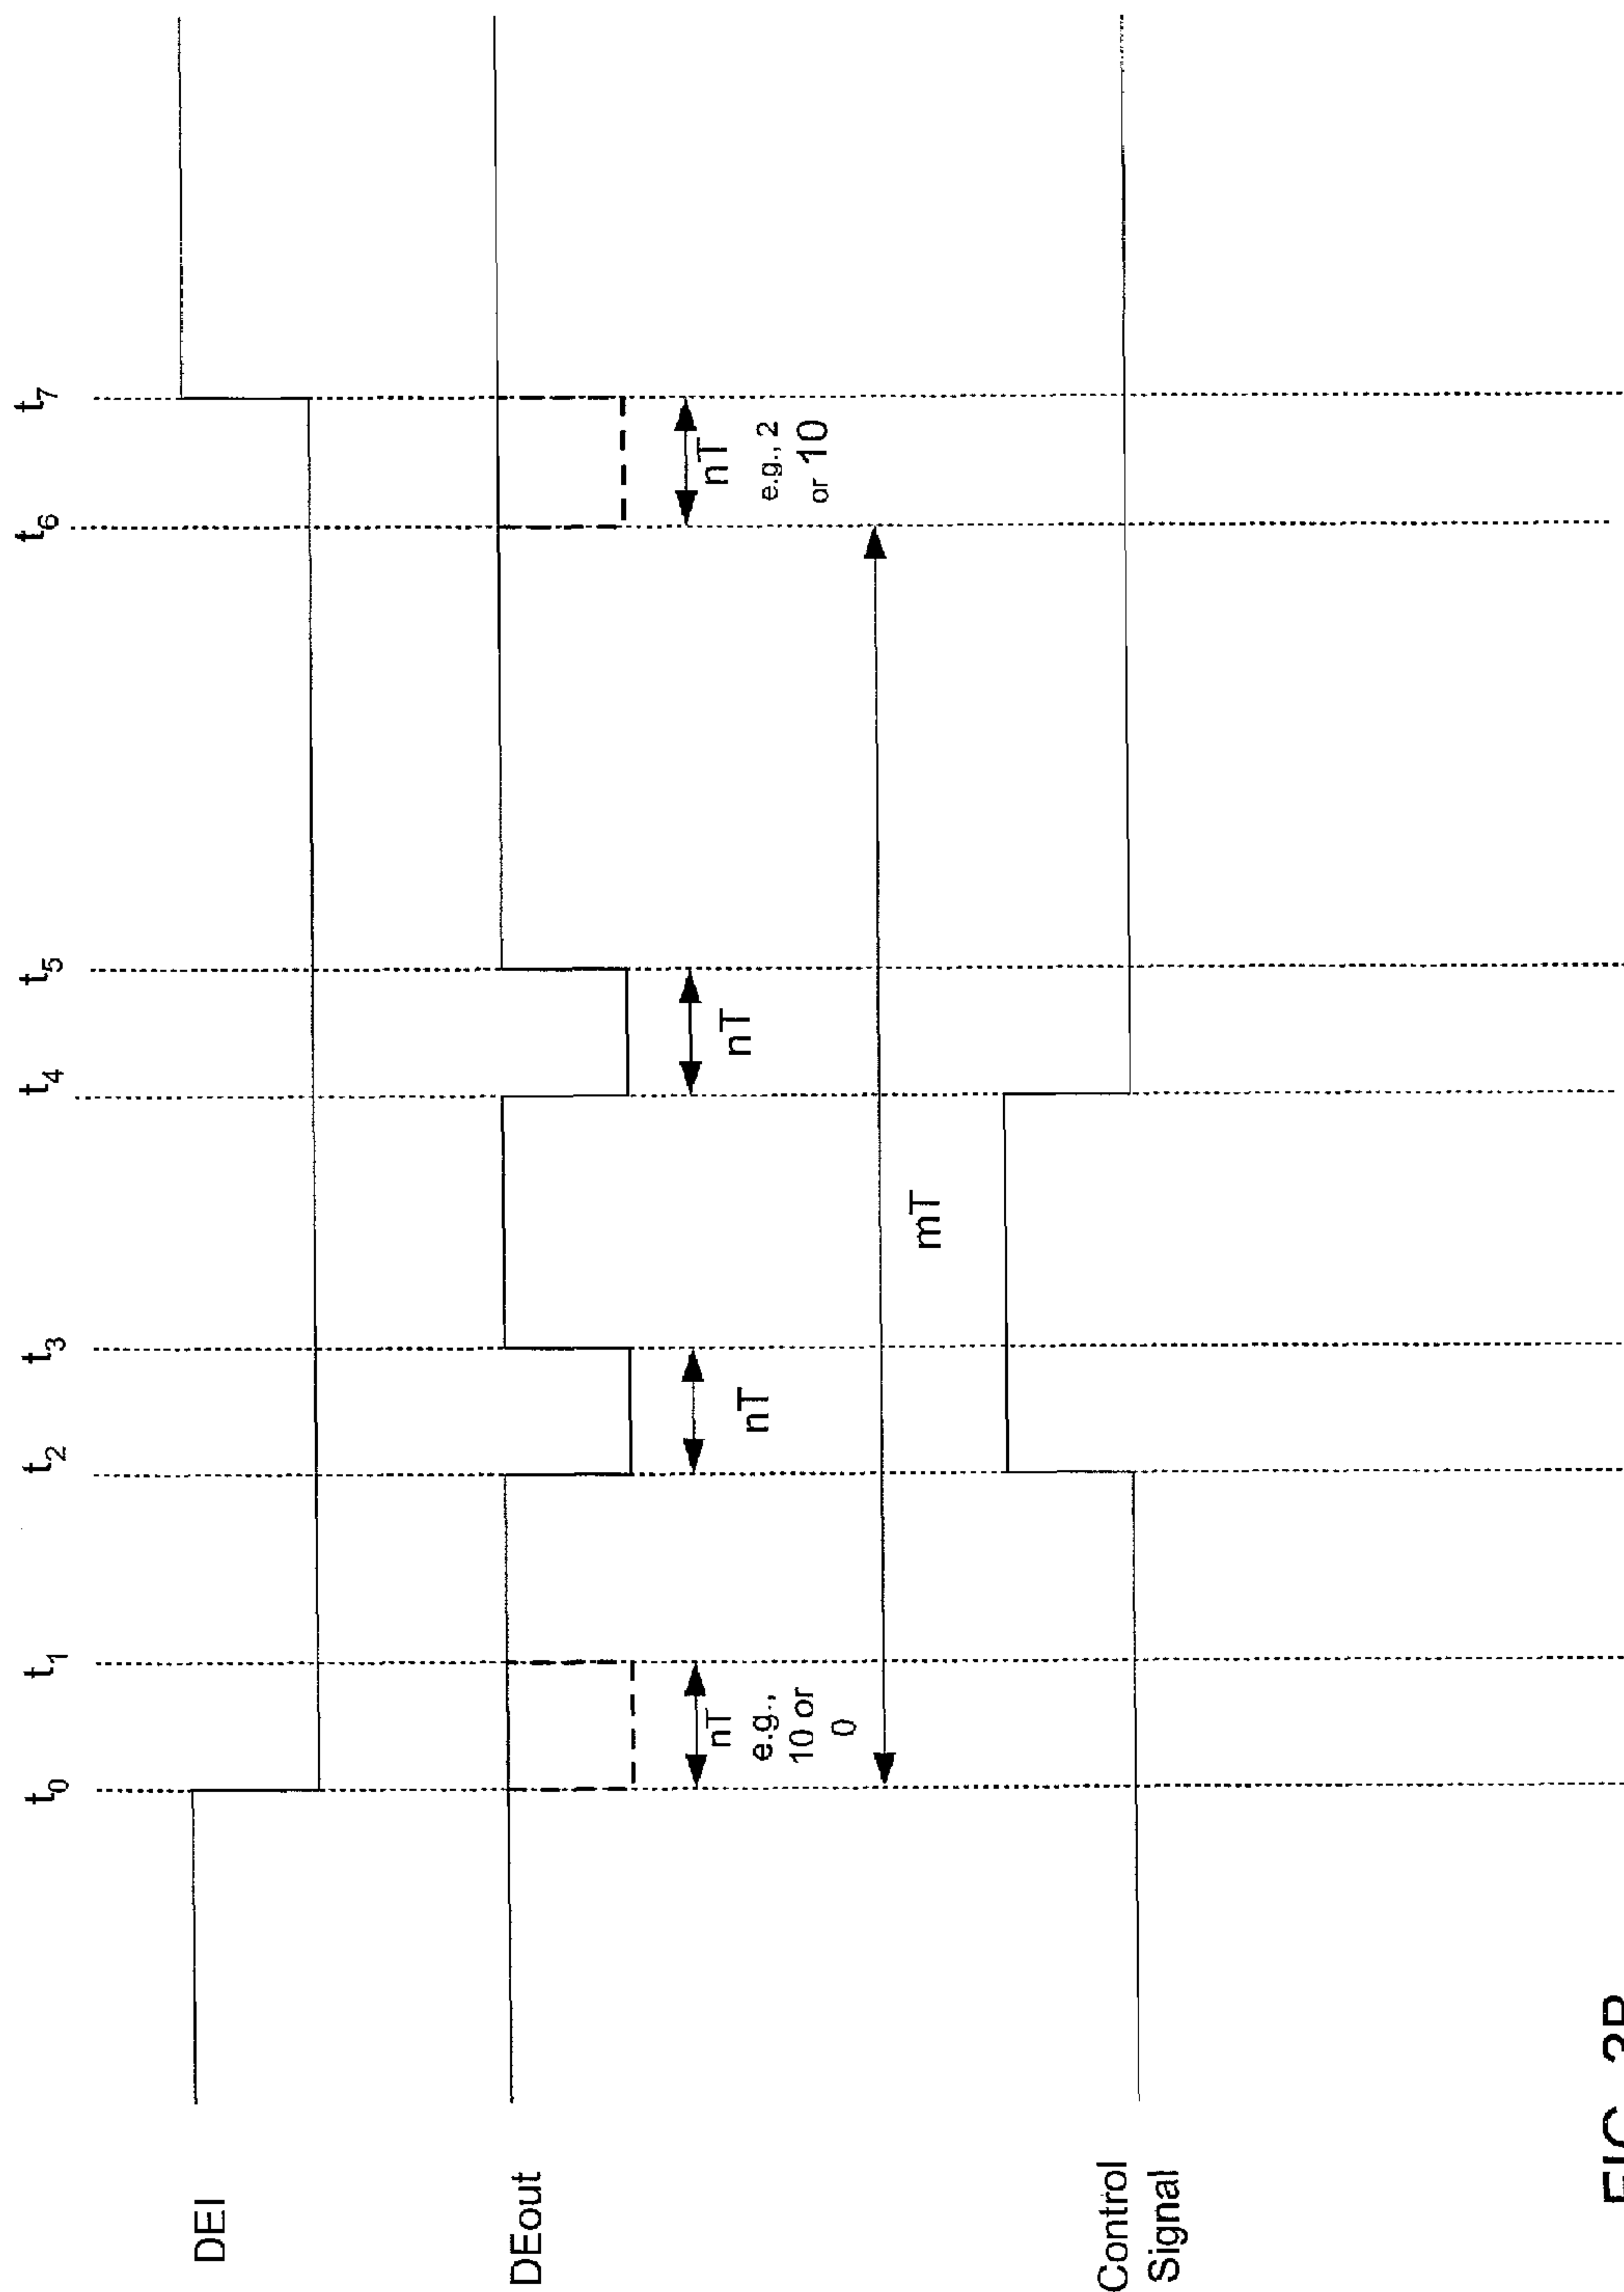 t0 t1 t2 t3 t4 t5 t6 t7
DEI
DEout
nT
e.g.,
10 or
0
nT
nT
nT
e.g., 2
or 10
mT
Control
Signal
FIG. 3B